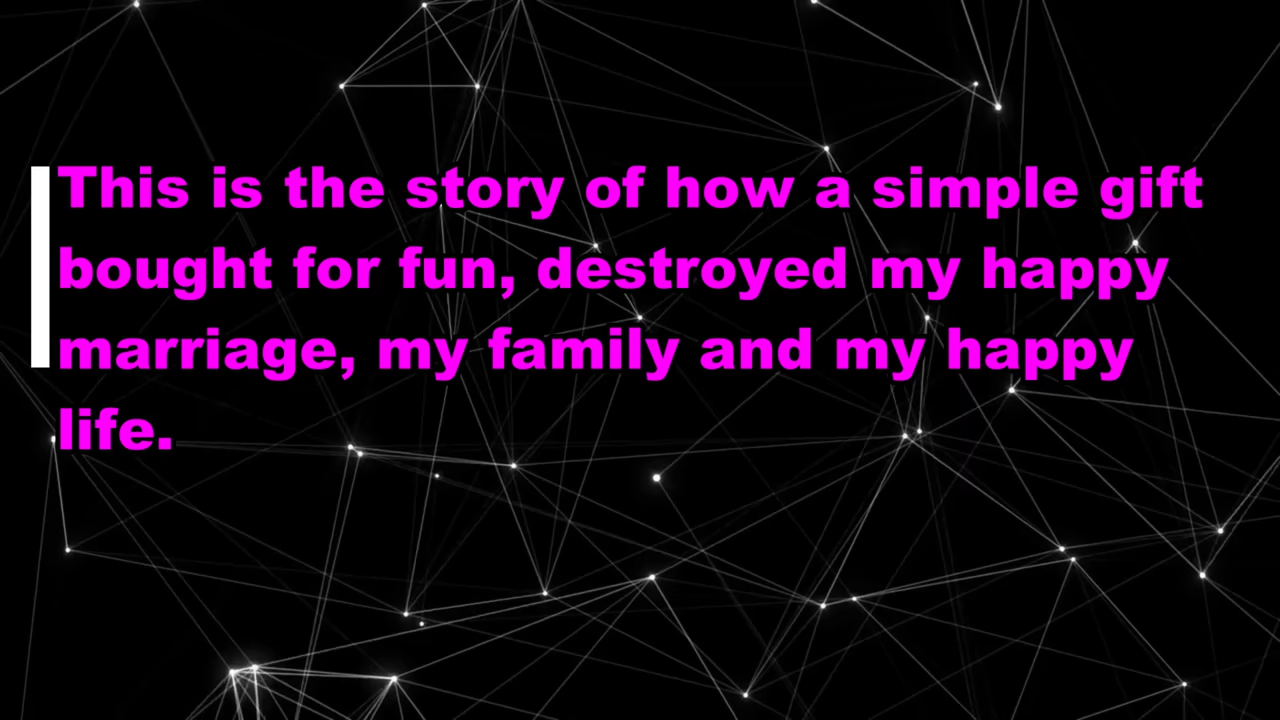 This is the story of how a simple gift
bought for fun, destroyed my happy
marriage, my family and my happy
life.